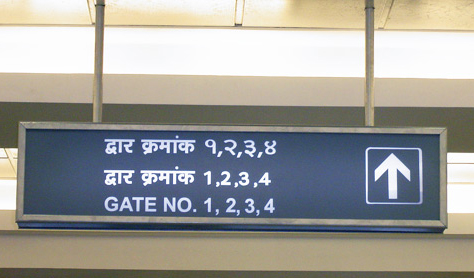 द्वार क्रमांक १,२,३,४
द्वार क्रमांक 1,2,3,4
GATE NO. 1, 2, 3, 4